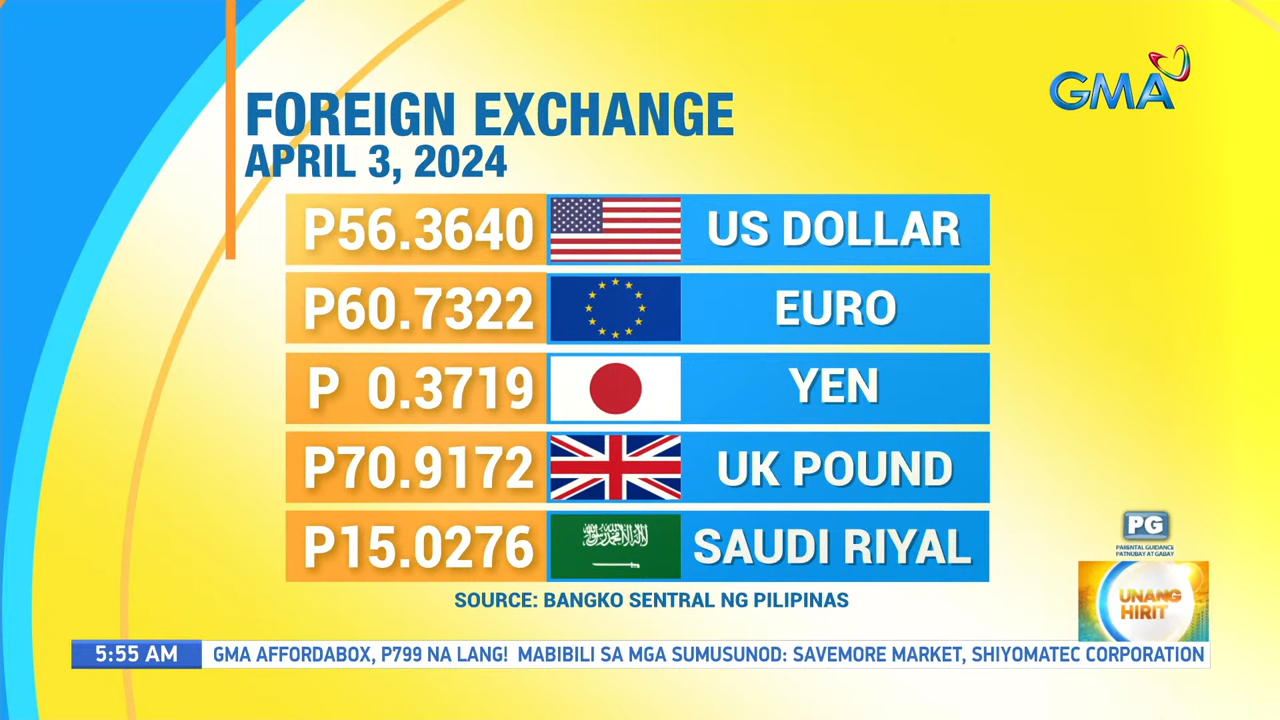 GMA
FOREIGN EXCHANGE
APRIL 3, 2024
P56.3640 US DOLLAR
P60.7322 EURO
P 0.3719 YEN
P70.9172 UK POUND
P15.0276 SAUDI RIYAL
SOURCE: BANGKO SENTRAL NG PILIPINAS
PG
PARENTAL GUIDANCE
PATNUBAY AT GABAY
UNANG
HIRIT
5:55 AM GMA AFFORDABOX, P799 NA LANG! MABIBILI SA MGA SUMUSUNOD: SAVEMORE MARKET, SHIYOMATEC CORPORATION